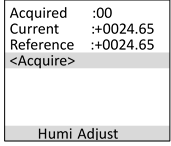 Acquired :00
Current :+0024.65
Reference :+0024.65
<Acquire>
Humi Adjust